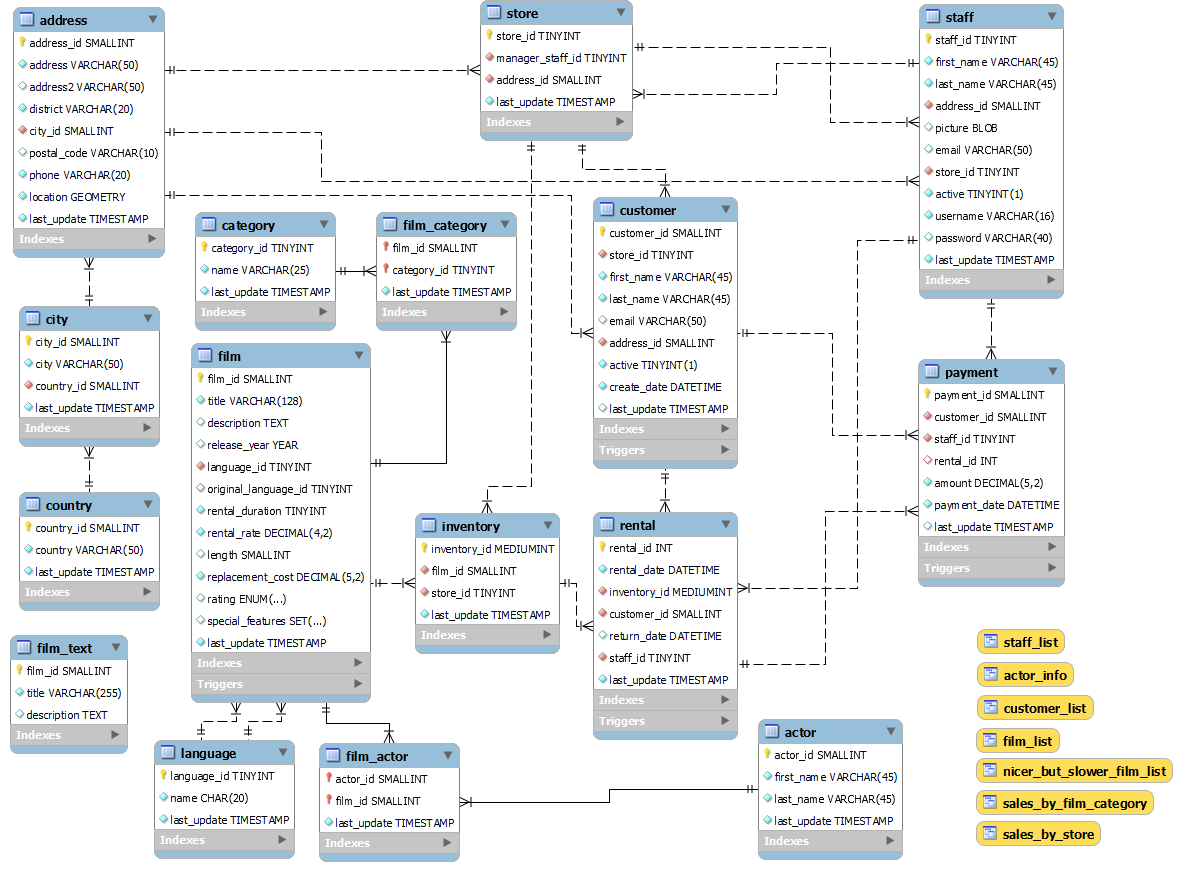 address
address_id SMALLINT
address VARCHAR(50)
address2 VARCHAR(50)
district VARCHAR(20)
city_id SMALLINT
postal_code VARCHAR(10)
phone VARCHAR(20)
location GEOMETRY
last_update TIMESTAMP
Indexes
store
store_id TINYINT
manager_staff_id TINYINT
address_id SMALLINT
last_update TIMESTAMP
Indexes
staff
staff_id TINYINT
first_name VARCHAR(45)
last_name VARCHAR(45)
address_id SMALLINT
picture BLOB
email VARCHAR(50)
store_id TINYINT
active TINYINT(1)
username VARCHAR(16)
password VARCHAR(40)
last_update TIMESTAMP
Indexes
category
category_id TINYINT
name VARCHAR(25)
last_update TIMESTAMP
Indexes
film_category
film_id SMALLINT
category_id TINYINT
last_update TIMESTAMP
Indexes
customer
customer_id SMALLINT
store_id TINYINT
first_name VARCHAR(45)
last_name VARCHAR(45)
email VARCHAR(50)
address_id SMALLINT
active TINYINT(1)
create_date DATETIME
last_update TIMESTAMP
Indexes
Triggers
city
city_id SMALLINT
city VARCHAR(50)
country_id SMALLINT
last_update TIMESTAMP
Indexes
film
film_id SMALLINT
title VARCHAR(128)
description TEXT
release_year YEAR
language_id TINYINT
original_language_id TINYINT
rental_duration TINYINT
rental_rate DECIMAL(4,2)
length SMALLINT
replacement_cost DECIMAL(5,2)
rating ENUM(...)
special_features SET(...)
last_update TIMESTAMP
Indexes
Triggers
payment
payment_id SMALLINT
customer_id SMALLINT
staff_id TINYINT
rental_id INT
amount DECIMAL(5,2)
payment_date DATETIME
last_update TIMESTAMP
Indexes
Triggers
country
country_id SMALLINT
country VARCHAR(50)
last_update TIMESTAMP
Indexes
inventory
inventory_id MEDIUMINT
film_id SMALLINT
store_id TINYINT
last_update TIMESTAMP
Indexes
rental
rental_id INT
rental_date DATETIME
inventory_id MEDIUMINT
customer_id SMALLINT
return_date DATETIME
staff_id TINYINT
last_update TIMESTAMP
Indexes
Triggers
film_text
film_id SMALLINT
title VARCHAR(255)
description TEXT
Indexes
language
language_id TINYINT
name CHAR(20)
last_update TIMESTAMP
Indexes
film_actor
actor_id SMALLINT
film_id SMALLINT
last_update TIMESTAMP
Indexes
actor
actor_id SMALLINT
first_name VARCHAR(45)
last_name VARCHAR(45)
last_update TIMESTAMP
Indexes
staff_list
actor_info
customer_list
film_list
nicer_but_slower_film_list
sales_by_film_category
sales_by_store